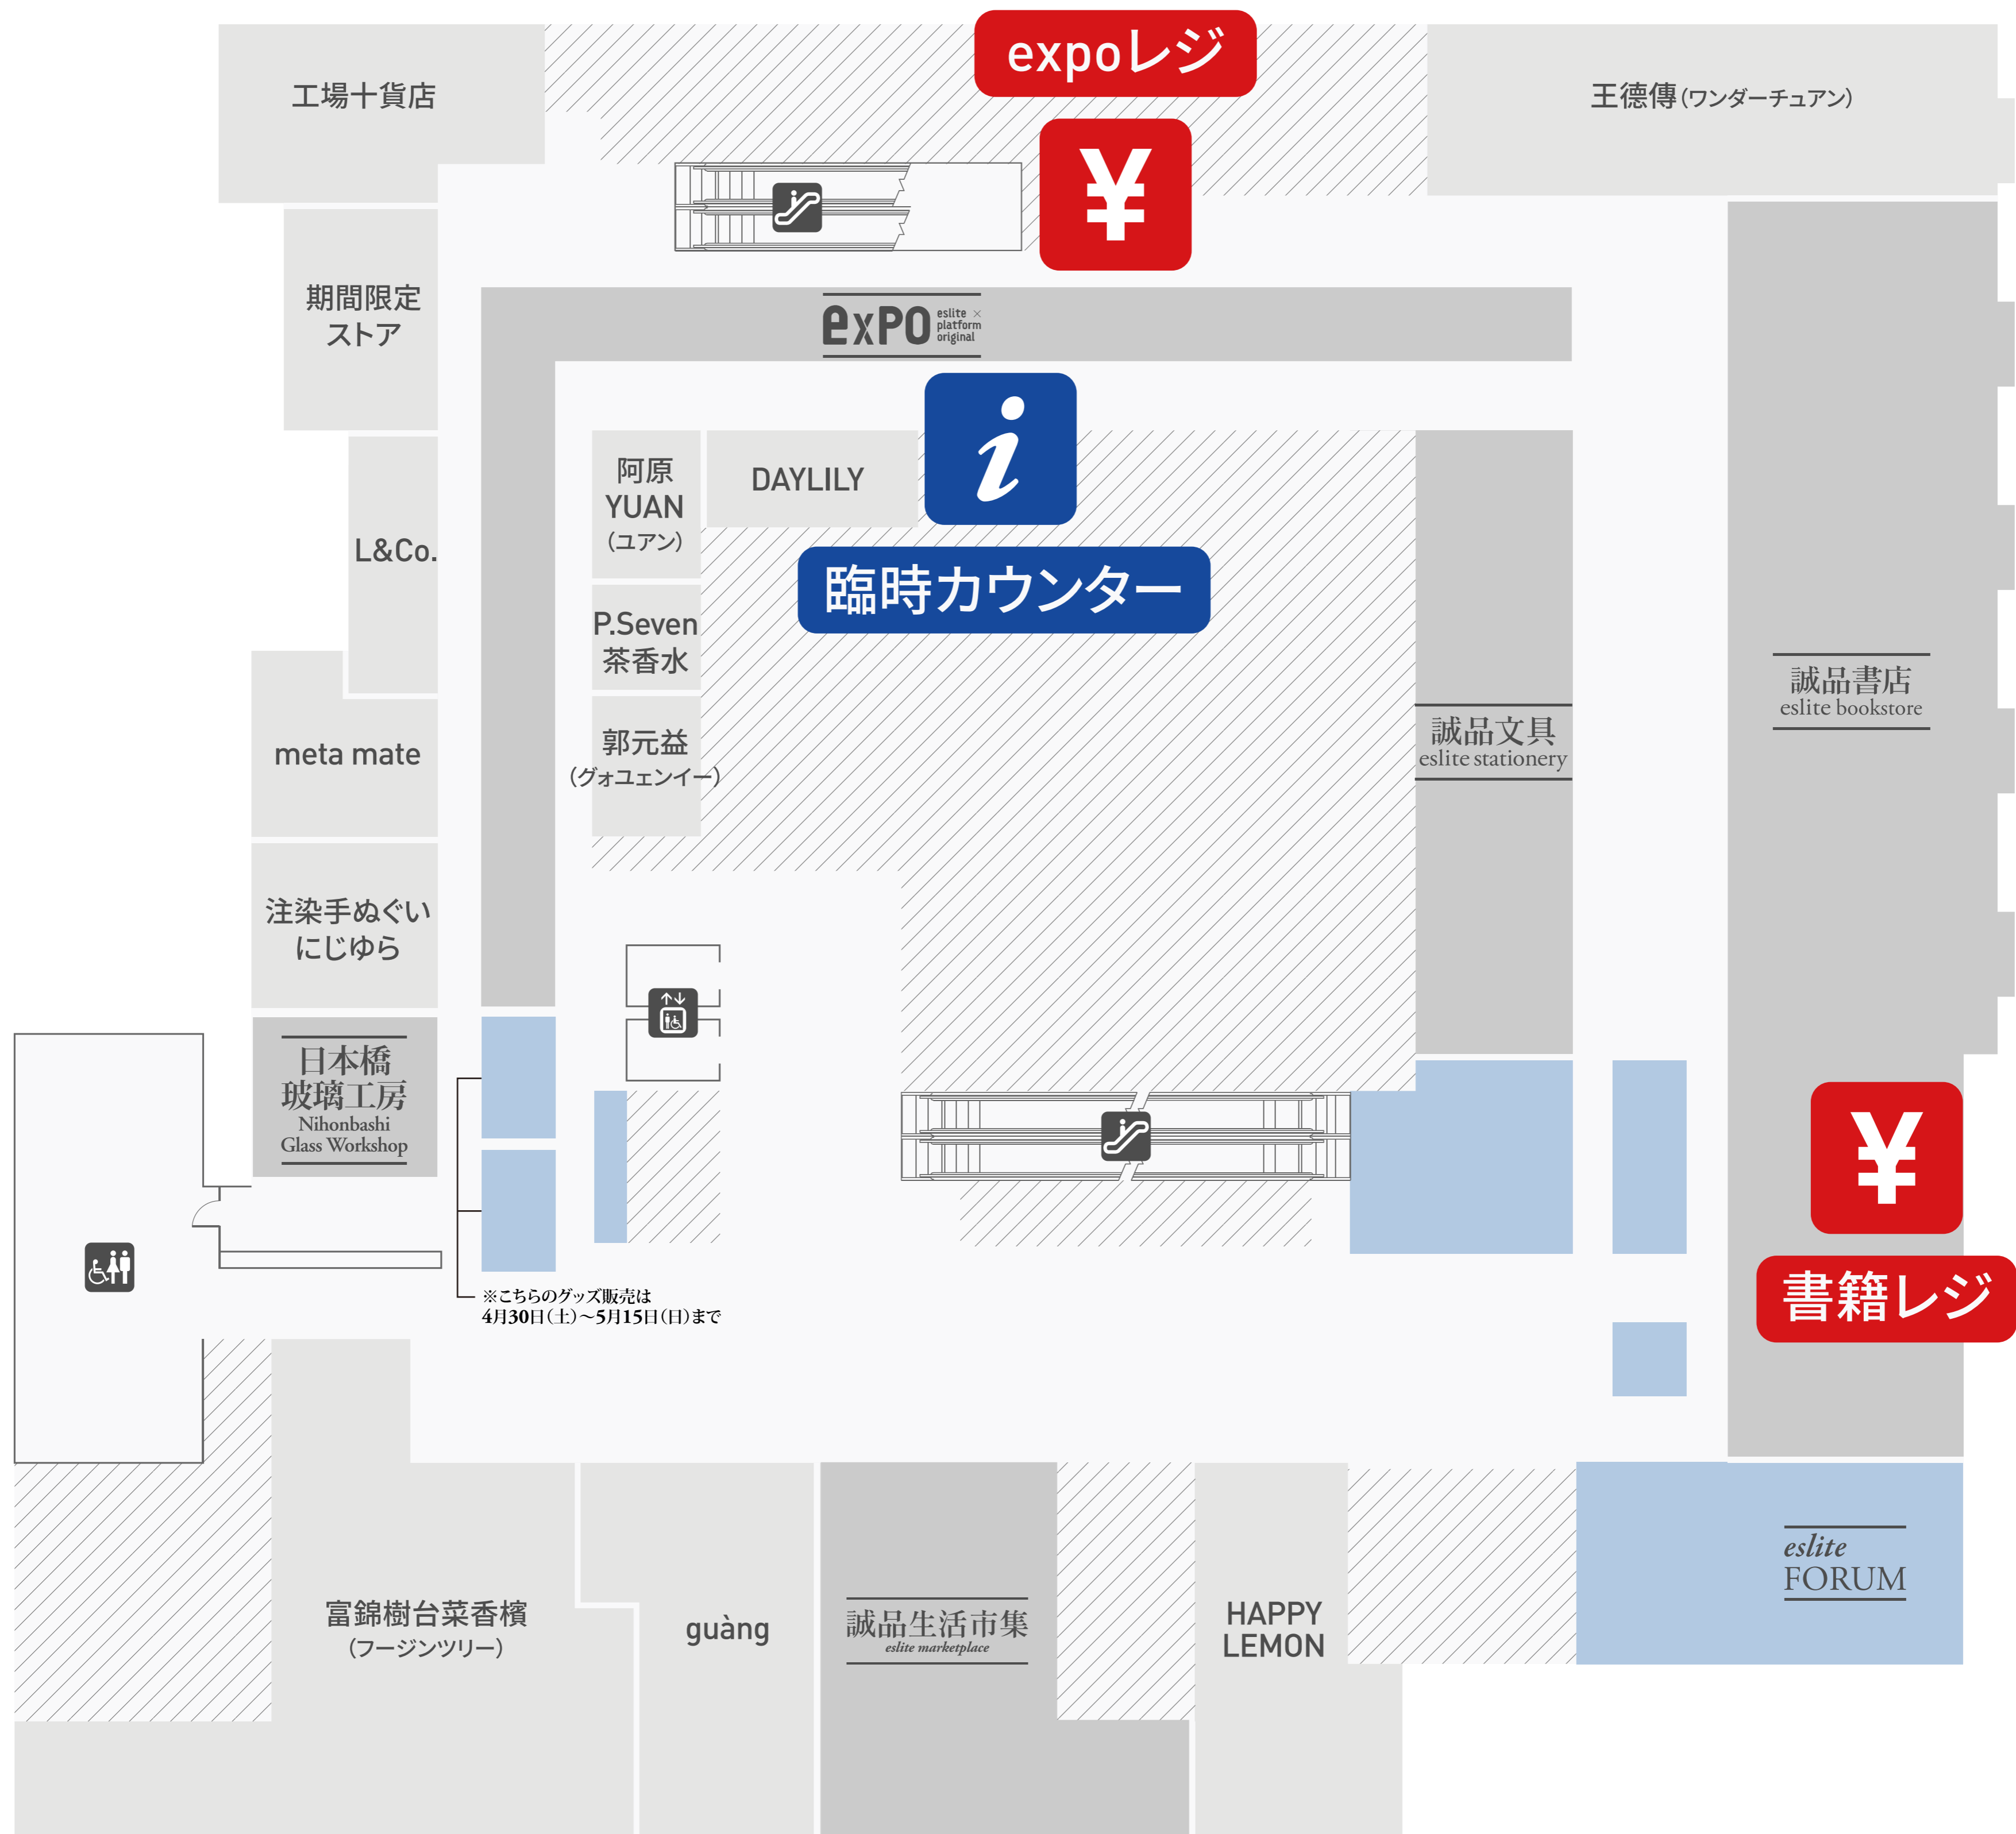 expoレジ
工場十貨店
王德傳（ワンダーチュアン）
¥
期間限定
ストア
expo
eslite ×
platform
original
i
臨時カウンター
阿原
YUAN
（ユアン）
DAYLILY
L&Co.
P.Seven
茶香水
郭元益
（グォユェンイー）
meta mate
誠品文具
eslite stationery
誠品書店
eslite bookstore
注染手ぬぐい
にじゆら
日本橋
玻璃工房
Nihonbashi
Glass Workshop
¥
書籍レジ
※こちらのグッズ販売は
4月30日（土）〜5月15日（日）まで
富錦樹台菜香檳
（フージンツリー）
guàng
誠品生活市集
eslite marketplace
HAPPY
LEMON
eslite
FORUM